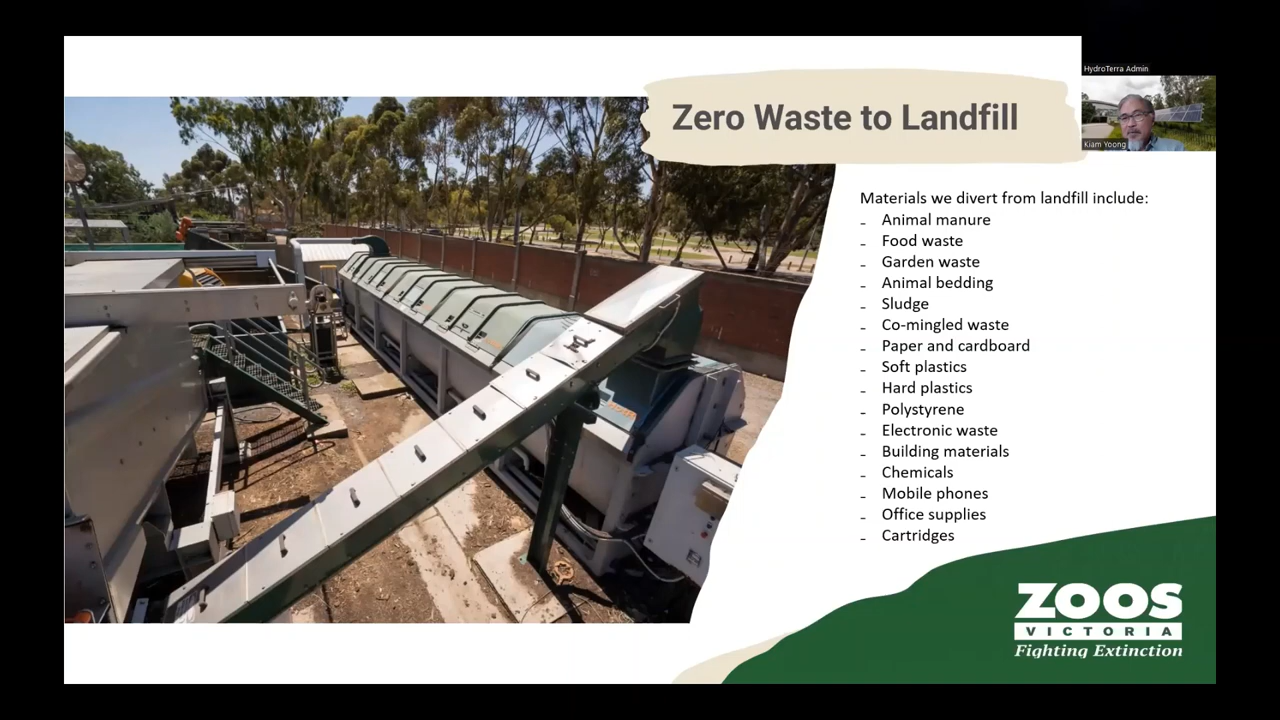 HydroTerra Admin
Zero Waste to Landfill
Kiam Yoong
Materials we divert from landfill include:
- Animal manure
- Food waste
- Garden waste
- Animal bedding
- Sludge
- Co-mingled waste
- Paper and cardboard
- Soft plastics
- Hard plastics
- Polystyrene
- Electronic waste
- Building materials
- Chemicals
- Mobile phones
- Office supplies
- Cartridges
ZOOS
VICTORIA
Fighting Extinction